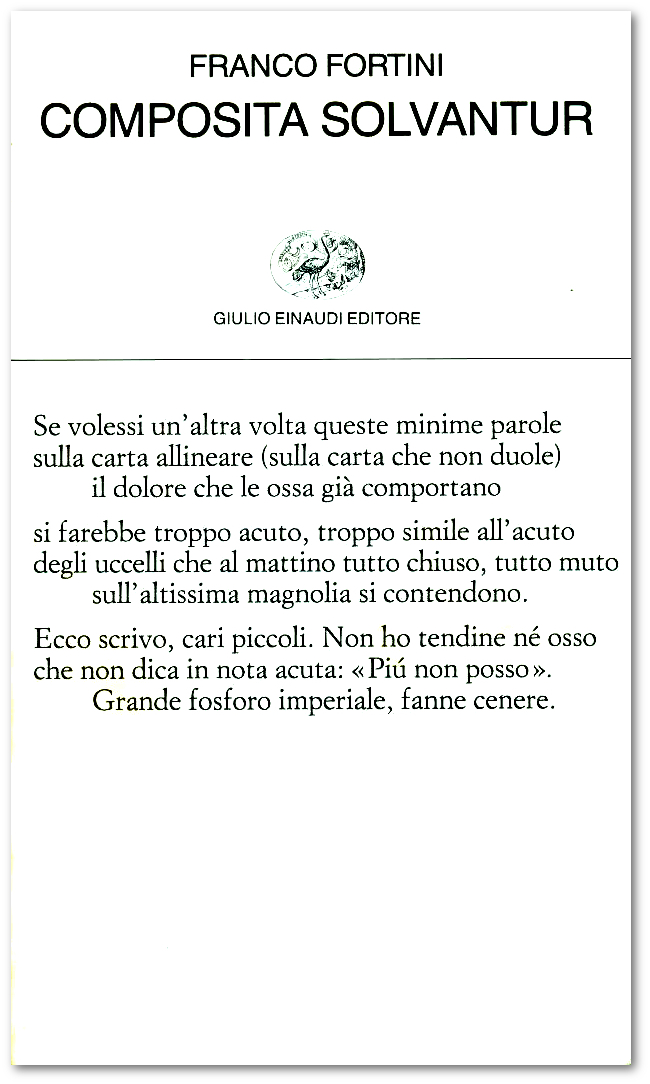 FRANCO FORTINI
COMPOSITA SOLVANTUR
GIULIO EINAUDI EDITORE
Se volessi un'altra volta queste minime parole
sulla carta allineare (sulla carta che non duole)
il dolore che le ossa già comportano
si farebbe troppo acuto, troppo simile all'acuto
degli uccelli che al mattino tutto chiuso, tutto muto
sull'altissima magnolia si contendono.
Ecco scrivo, cari piccoli. Non ho tendine né osso
che non dica in nota acuta: «Piú non posso».
Grande fosforo imperiale, fanne cenere.